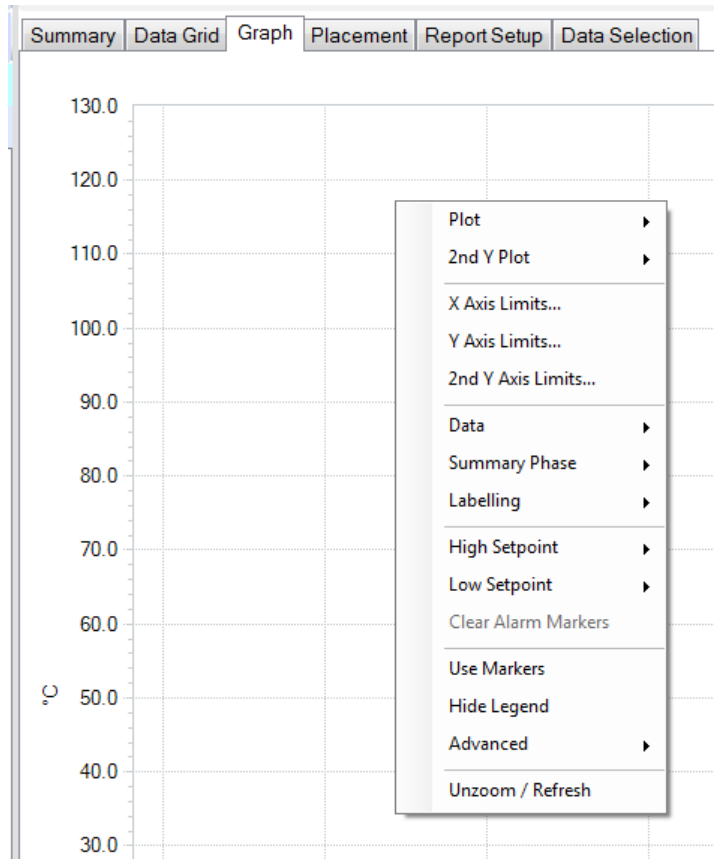 Summary Data Grid Graph Placement Report Setup Data Selection
130.0
120.0
110.0
100.0
90.0
80.0
70.0
60.0
°C
50.0
40.0
30.0
Plot
2nd Y Plot
X Axis Limits...
Y Axis Limits...
2nd Y Axis Limits...
Data
Summary Phase
Labelling
High Setpoint
Low Setpoint
Clear Alarm Markers
Use Markers
Hide Legend
Advanced
Unzoom / Refresh